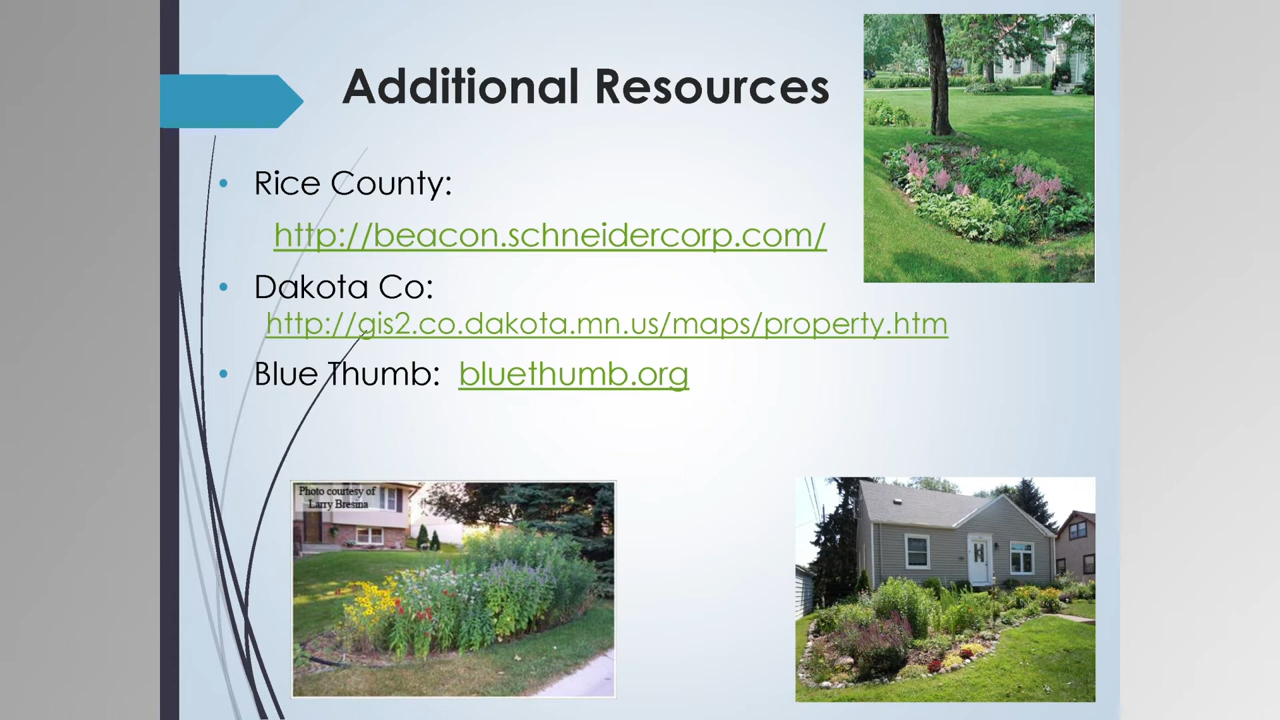 Additional Resources
• Rice County:
http://beacon.schneidercorp.com/
• Dakota Co:
http://gis2.co.dakota.mn.us/maps/property.htm
• Blue Thumb: bluethumb.org
Photo courtesy of
Larry Bresina